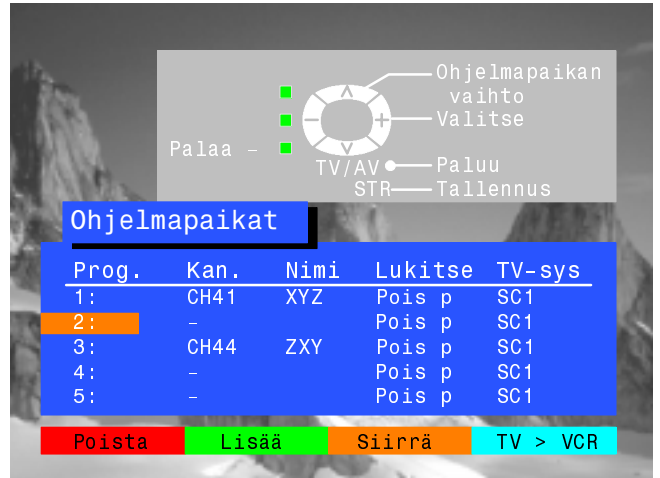 Ohjelmapaikan
vaihto
Valitse
Palaa –
TV/AV Paluu
STR Tallennus
Ohjelmapaikat
Prog. Kan. Nimi Lukitse TV-sys
1: CH41 XYZ Pois p SC1
2: – Pois p SC1
3: CH44 ZXY Pois p SC1
4: – Pois p SC1
5: – Pois p SC1
Poista Lisää Siirrä TV > VCR